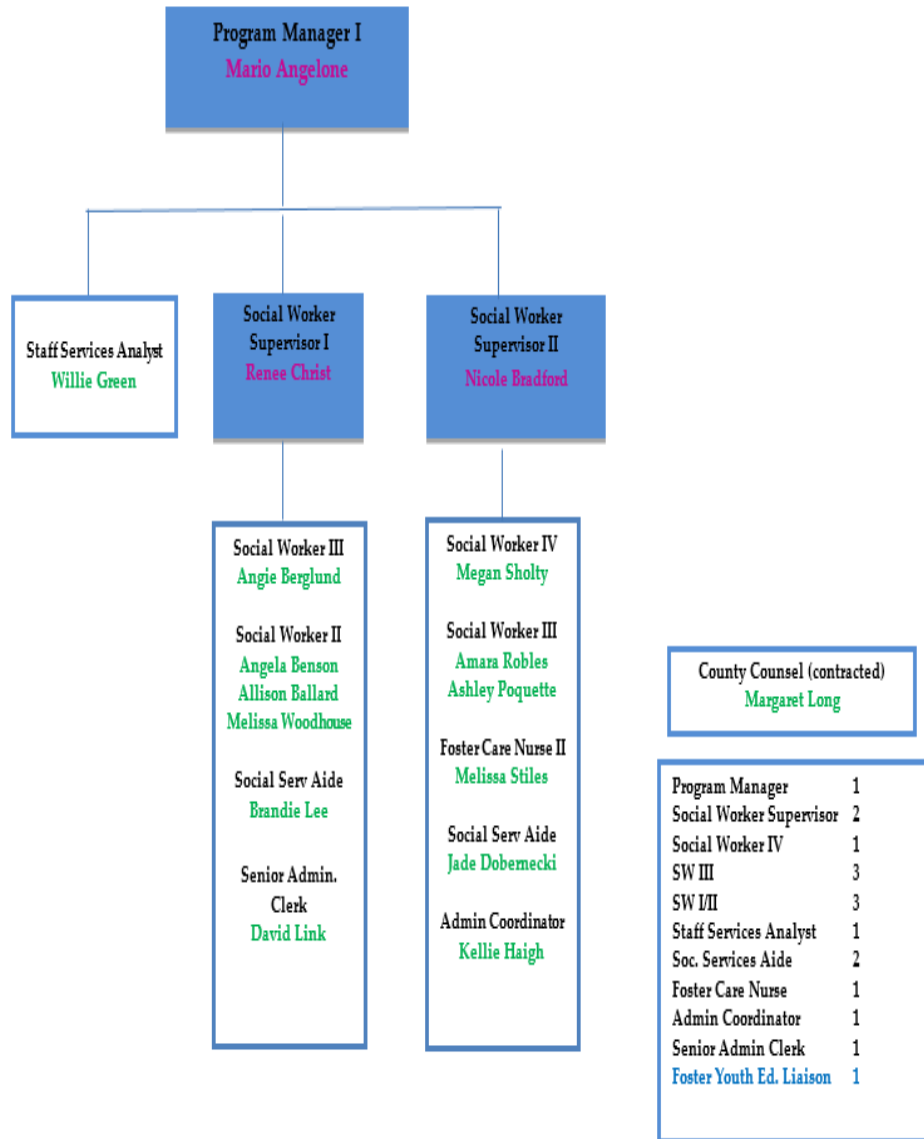 Program Manager I
Mario Angelone
Staff Services Analyst
Willie Green
Social Worker
Supervisor I
Renee Christ
Social Worker
Supervisor II
Nicole Bradford
Social Worker III
Angie Berglund
Social Worker II
Angela Benson
Allison Ballard
Melissa Woodhouse
Social Serv Aide
Brandie Lee
Senior Admin.
Clerk
David Link
Social Worker IV
Megan Sholty
Social Worker III
Amara Robles
Ashley Poquette
Foster Care Nurse II
Melissa Stiles
Social Serv Aide
Jade Dobernecki
Admin Coordinator
Kellie Haigh
County Counsel (contracted)
Margaret Long
Program Manager 1
Social Worker Supervisor 2
Social Worker IV 1
SW III 3
SW I/II 3
Staff Services Analyst 1
Soc. Services Aide 2
Foster Care Nurse 1
Admin Coordinator 1
Senior Admin Clerk 1
Foster Youth Ed. Liaison 1